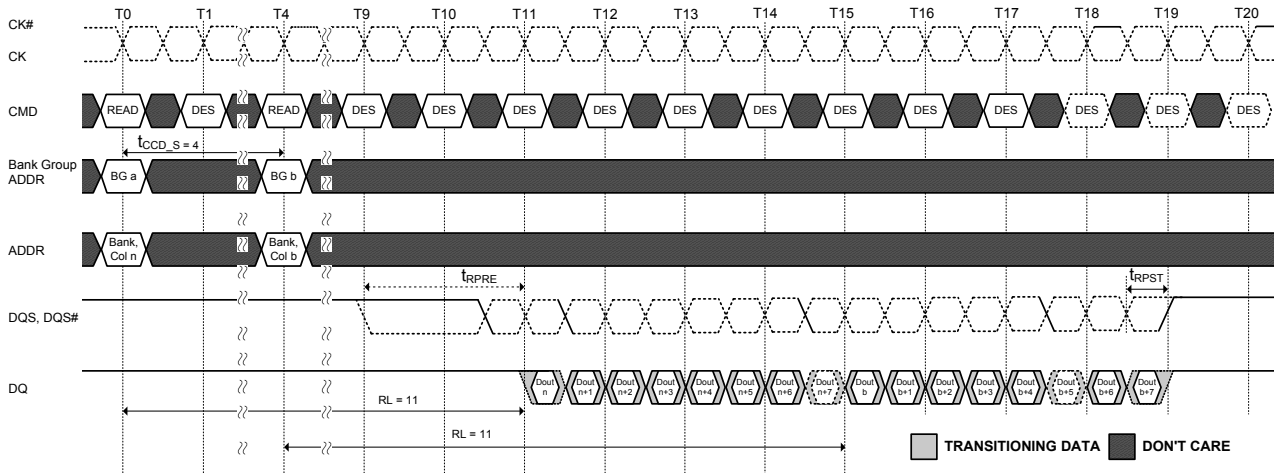 T0 T1 T4 T9 T10 T11 T12 T13 T14 T15 T16 T17 T18 T19 T20
CK#
CK
CMD READ DES READ DES DES DES DES DES DES DES DES DES DES DES DES
tCCD_S = 4
Bank Group
ADDR
BG a BG b
ADDR
Bank, Col n
Bank, Col b
tRPRE tRPST
DQS, DQS#
DQ
Dout n
Dout n+1
Dout n+2
Dout n+3
Dout n+4
Dout n+5
Dout n+6
Dout n+7
Dout b
Dout b+1
Dout b+2
Dout b+3
Dout b+4
Dout b+5
Dout b+6
Dout b+7
RL = 11
RL = 11
TRANSITIONING DATA DON'T CARE